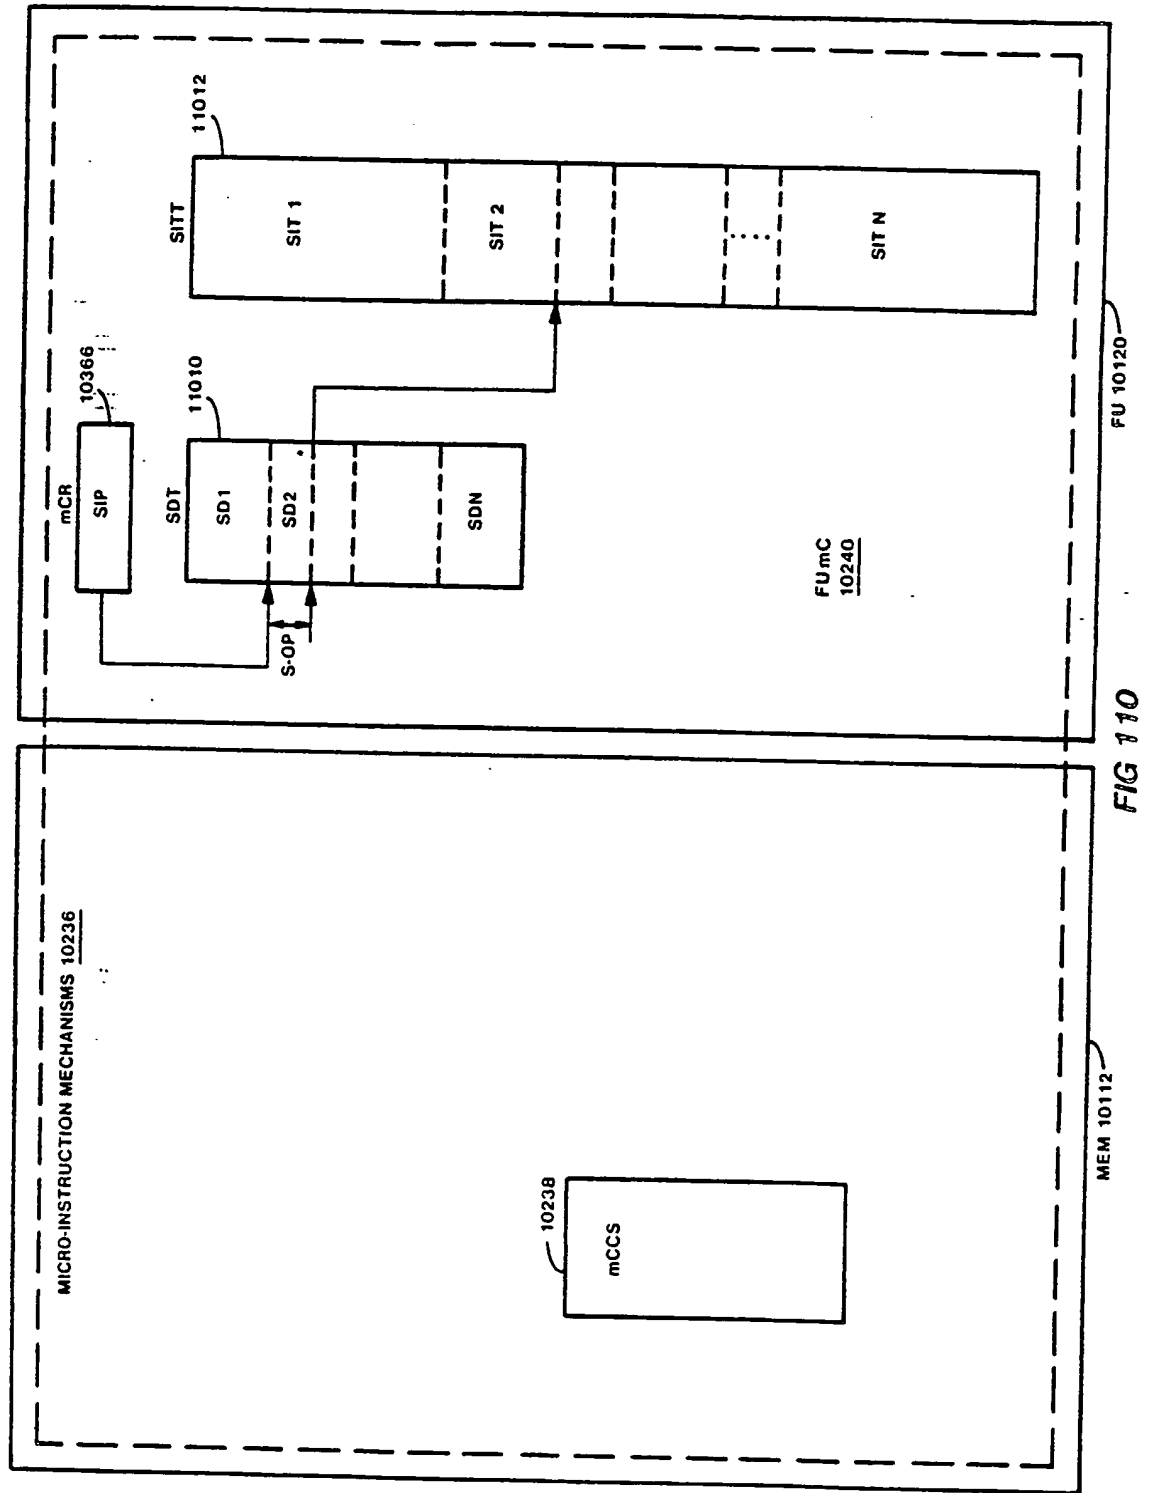 MICRO-INSTRUCTION MECHANISMS 10236
mCR
10366
SIP
SDT
11010
SD1
SD2
SDN
S-OP
SITT
11012
SIT 1
SIT 2
SIT N
10238
mCCS
FUmC
10240
MEM 10112
FU 10120
FIG 110